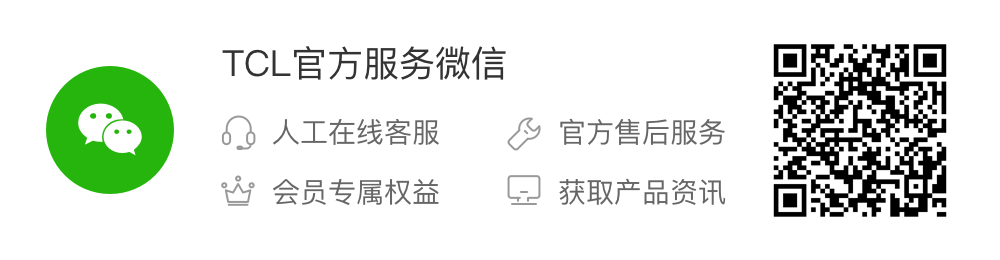 TCL官方服务微信
人工在线客服
官方售后服务
会员专属权益
获取产品资讯